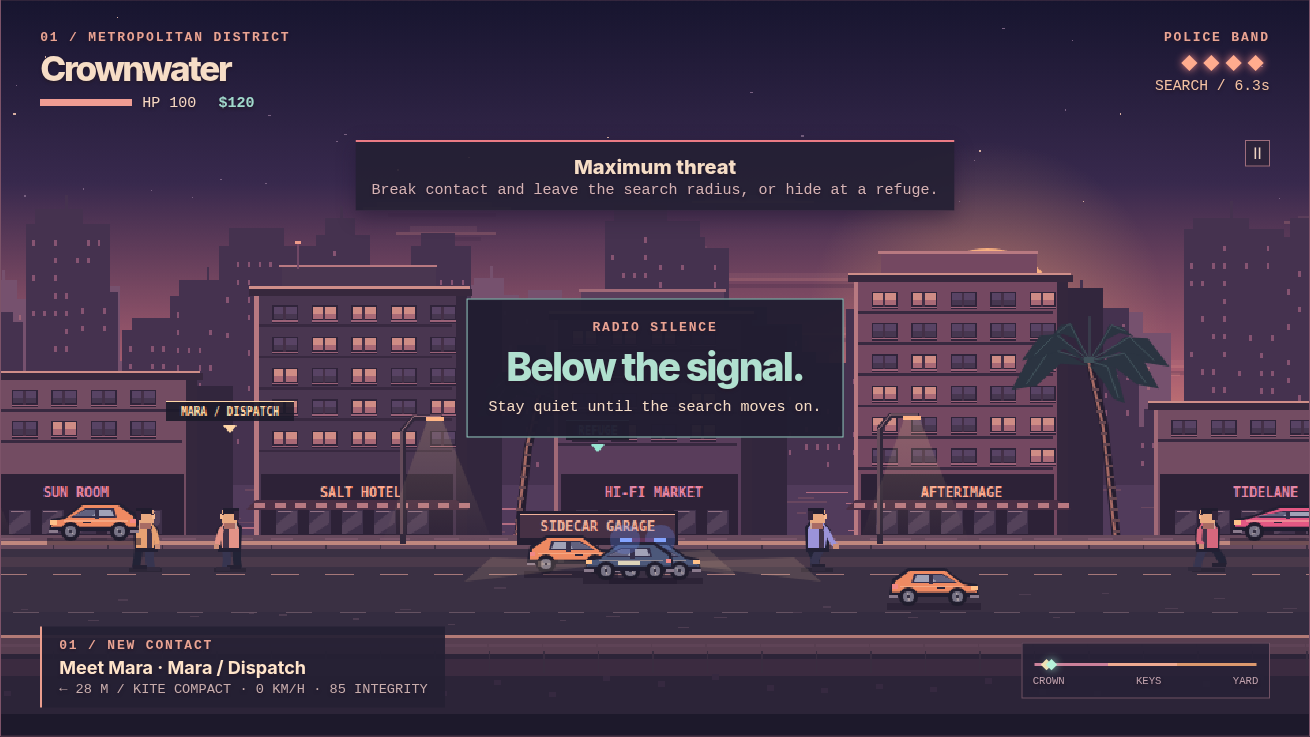 01 / METROPOLITAN DISTRICT
Crownwater
HP 100 $120
POLICE BAND
SEARCH / 6.3s
Maximum threat
Break contact and leave the search radius, or hide at a refuge.
RADIO SILENCE
Below the signal.
Stay quiet until the search moves on.
MARA / DISPATCH
SUN ROOM
SALT HOTEL
HI-FI MARKET
AFTERIMAGE
TIDELANE
SIDECAR GARAGE
01 / NEW CONTACT
Meet Mara · Mara / Dispatch
← 28 M / KITE COMPACT · 0 KM/H · 85 INTEGRITY
CROWN KEYS YARD